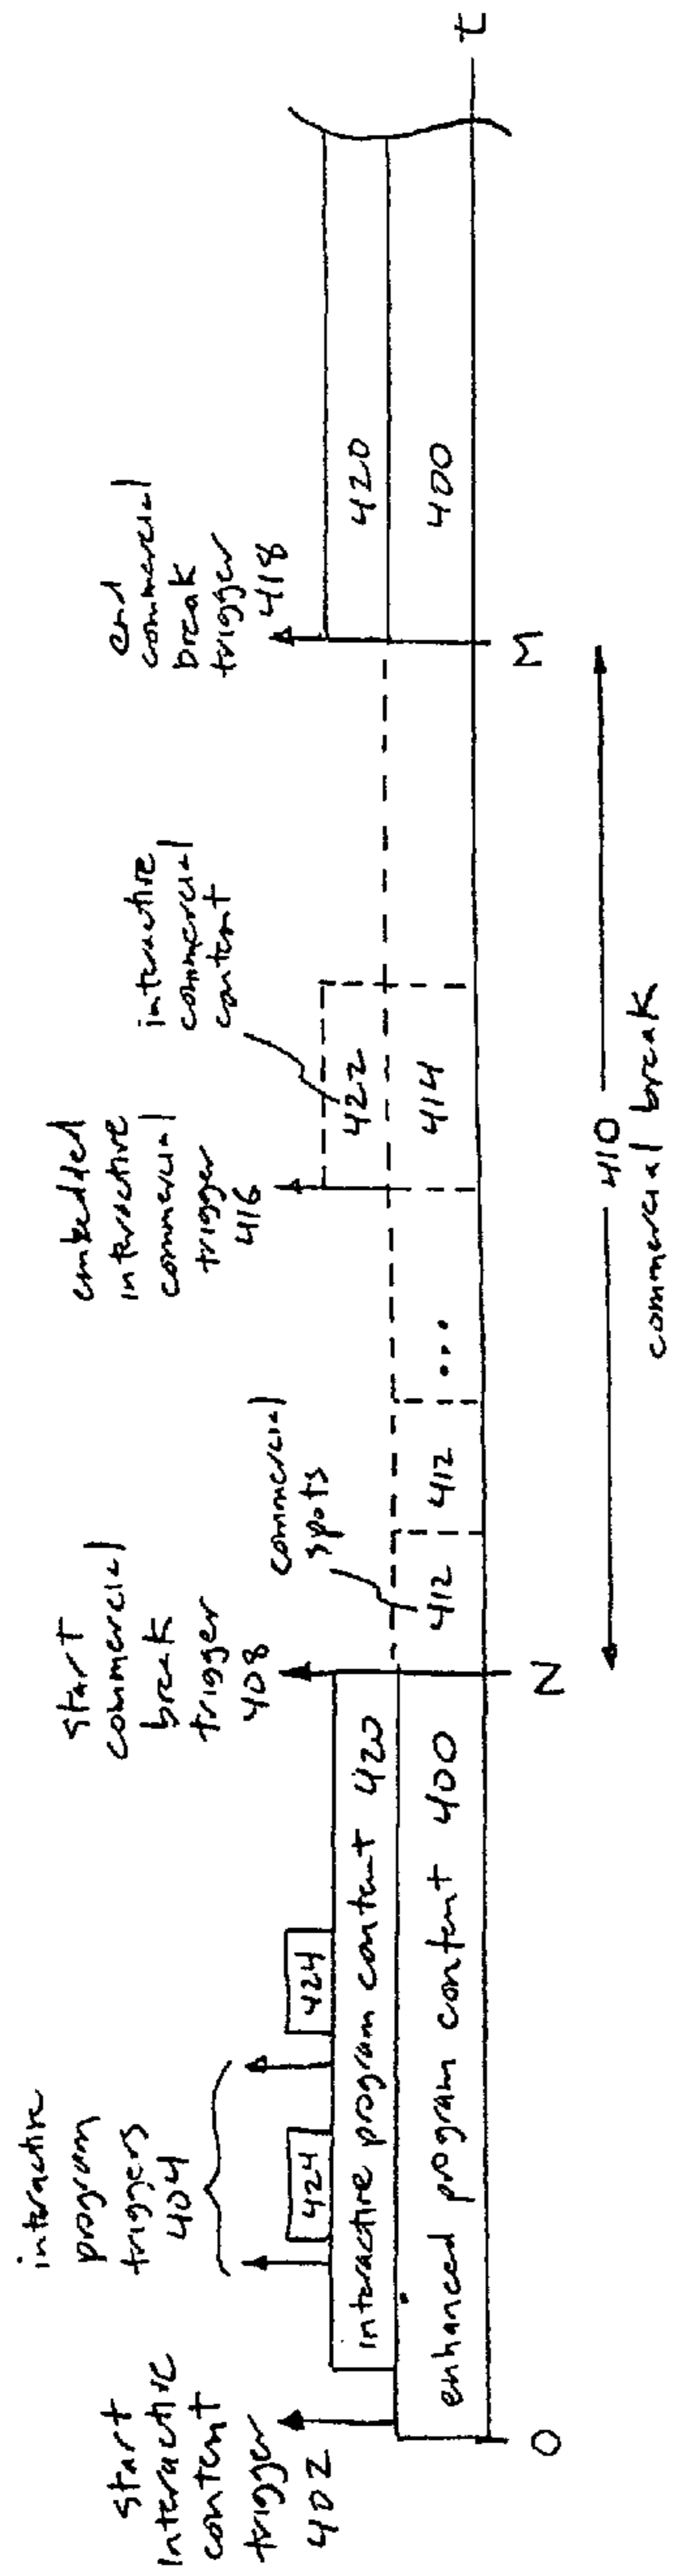 start
interactive
content
trigger
402
interactive
program
triggers
404
424
424
start
commercial
break
trigger
408
commercial
spots
embedded
interactive
commercial
trigger
416
interactive
commercial
content
end
commercial
break
trigger
418
interactive program content 420
422
420
enhanced program content 400
412
412
...
414
400
t
O
N
M
410
commercial break